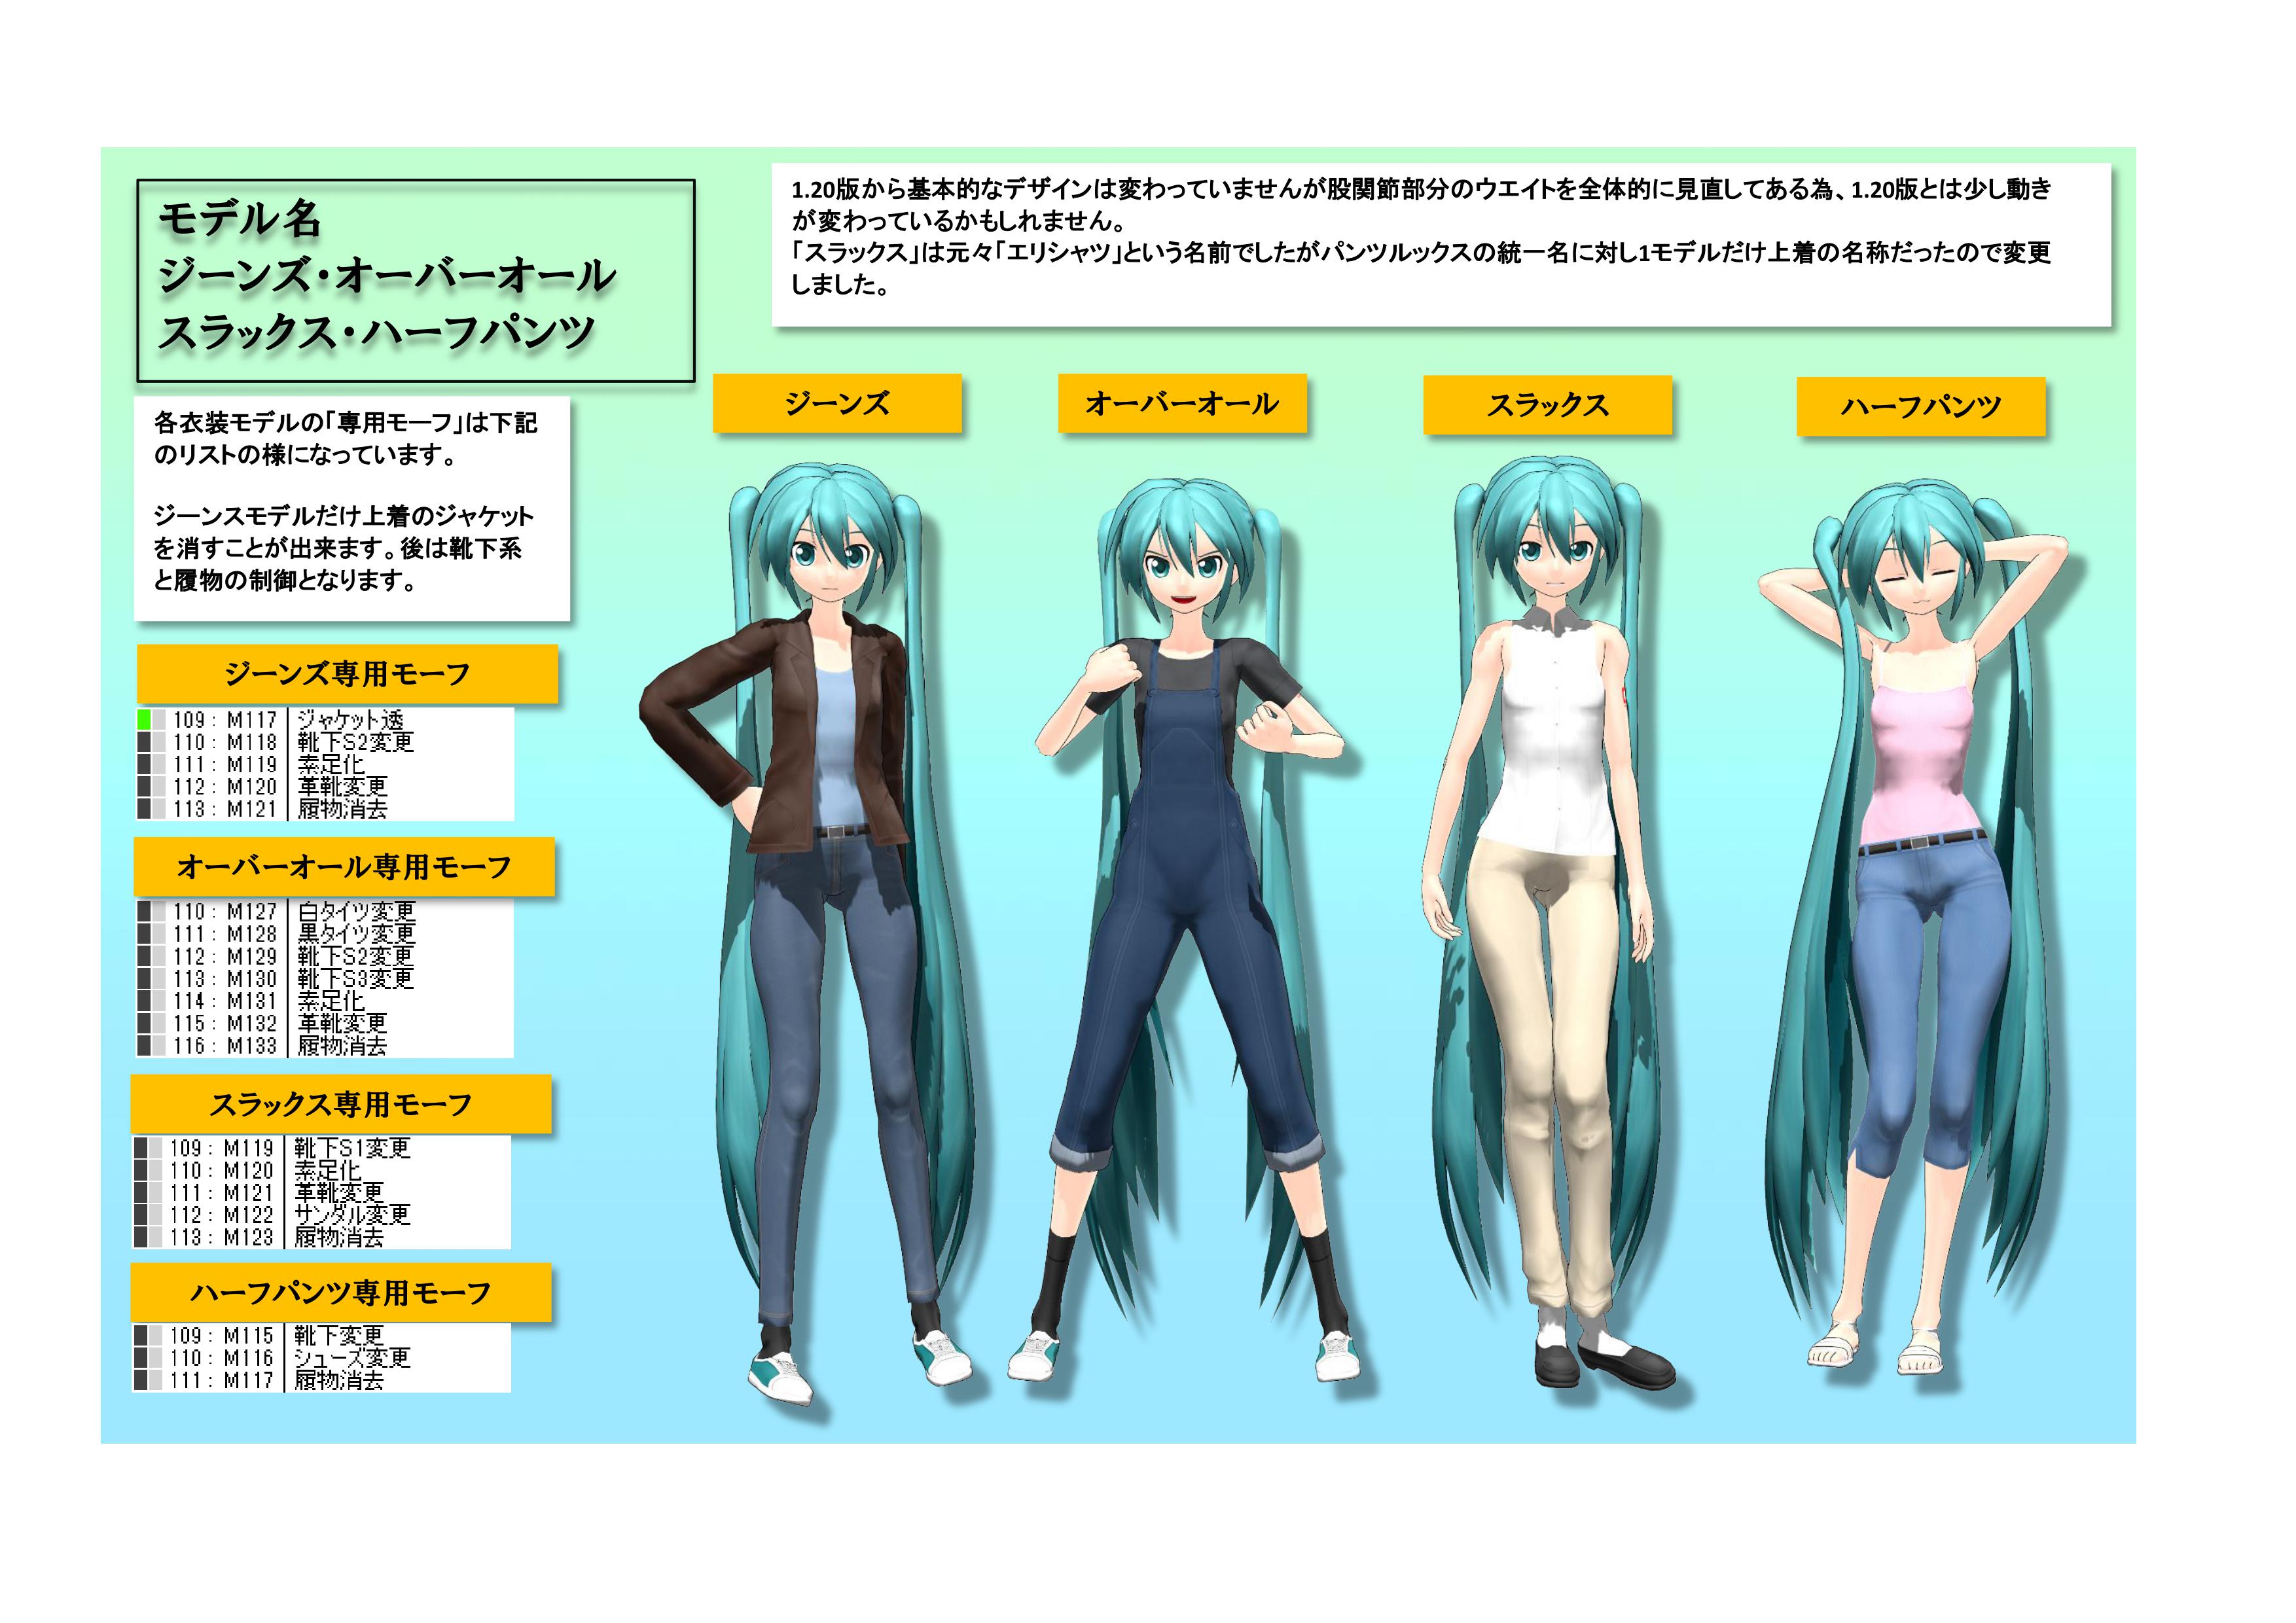 モデル名
ジーンズ・オーバーオール
スラックス・ハーフパンツ
1.20版から基本的なデザインは変わっていませんが股関節部分のウエイトを全体的に見直してある為、1.20版とは少し動き
が変わっているかもしれません。
「スラックス」は元々「エリシャツ」という名前でしたがパンツルックスの統一名に対し1モデルだけ上着の名称だったので変更
しました。
各衣装モデルの「専用モーフ」は下記
のリストの様になっています。
ジーンスモデルだけ上着のジャケット
を消すことが出来ます。後は靴下系
と履物の制御となります。
ジーンズ
オーバーオール
スラックス
ハーフパンツ
ジーンズ専用モーフ
109 : M117 ジャケット透
110 : M118 靴下S2変更
111 : M119 素足化
112 : M120 革靴変更
113 : M121 履物消去
オーバーオール専用モーフ
110 : M127 白タイツ変更
111 : M128 黒タイツ変更
112 : M129 靴下S2変更
113 : M130 靴下S3変更
114 : M131 素足化
115 : M132 革靴変更
116 : M133 履物消去
スラックス専用モーフ
109 : M119 靴下S1変更
110 : M120 素足化
111 : M121 革靴変更
112 : M122 サンダル変更
113 : M123 履物消去
ハーフパンツ専用モーフ
109 : M115 靴下変更
110 : M116 シューズ変更
111 : M117 履物消去